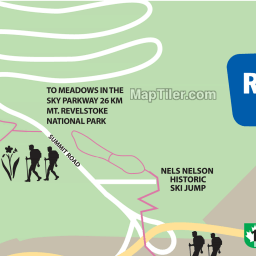 TO MEADOWS IN THE
SKY PARKWAY 26 KM
MT. REVELSTOKE
NATIONAL PARK
MapTiler.com
SUMMIT ROAD
NELS NELSON
HISTORIC
SKI JUMP
R
1